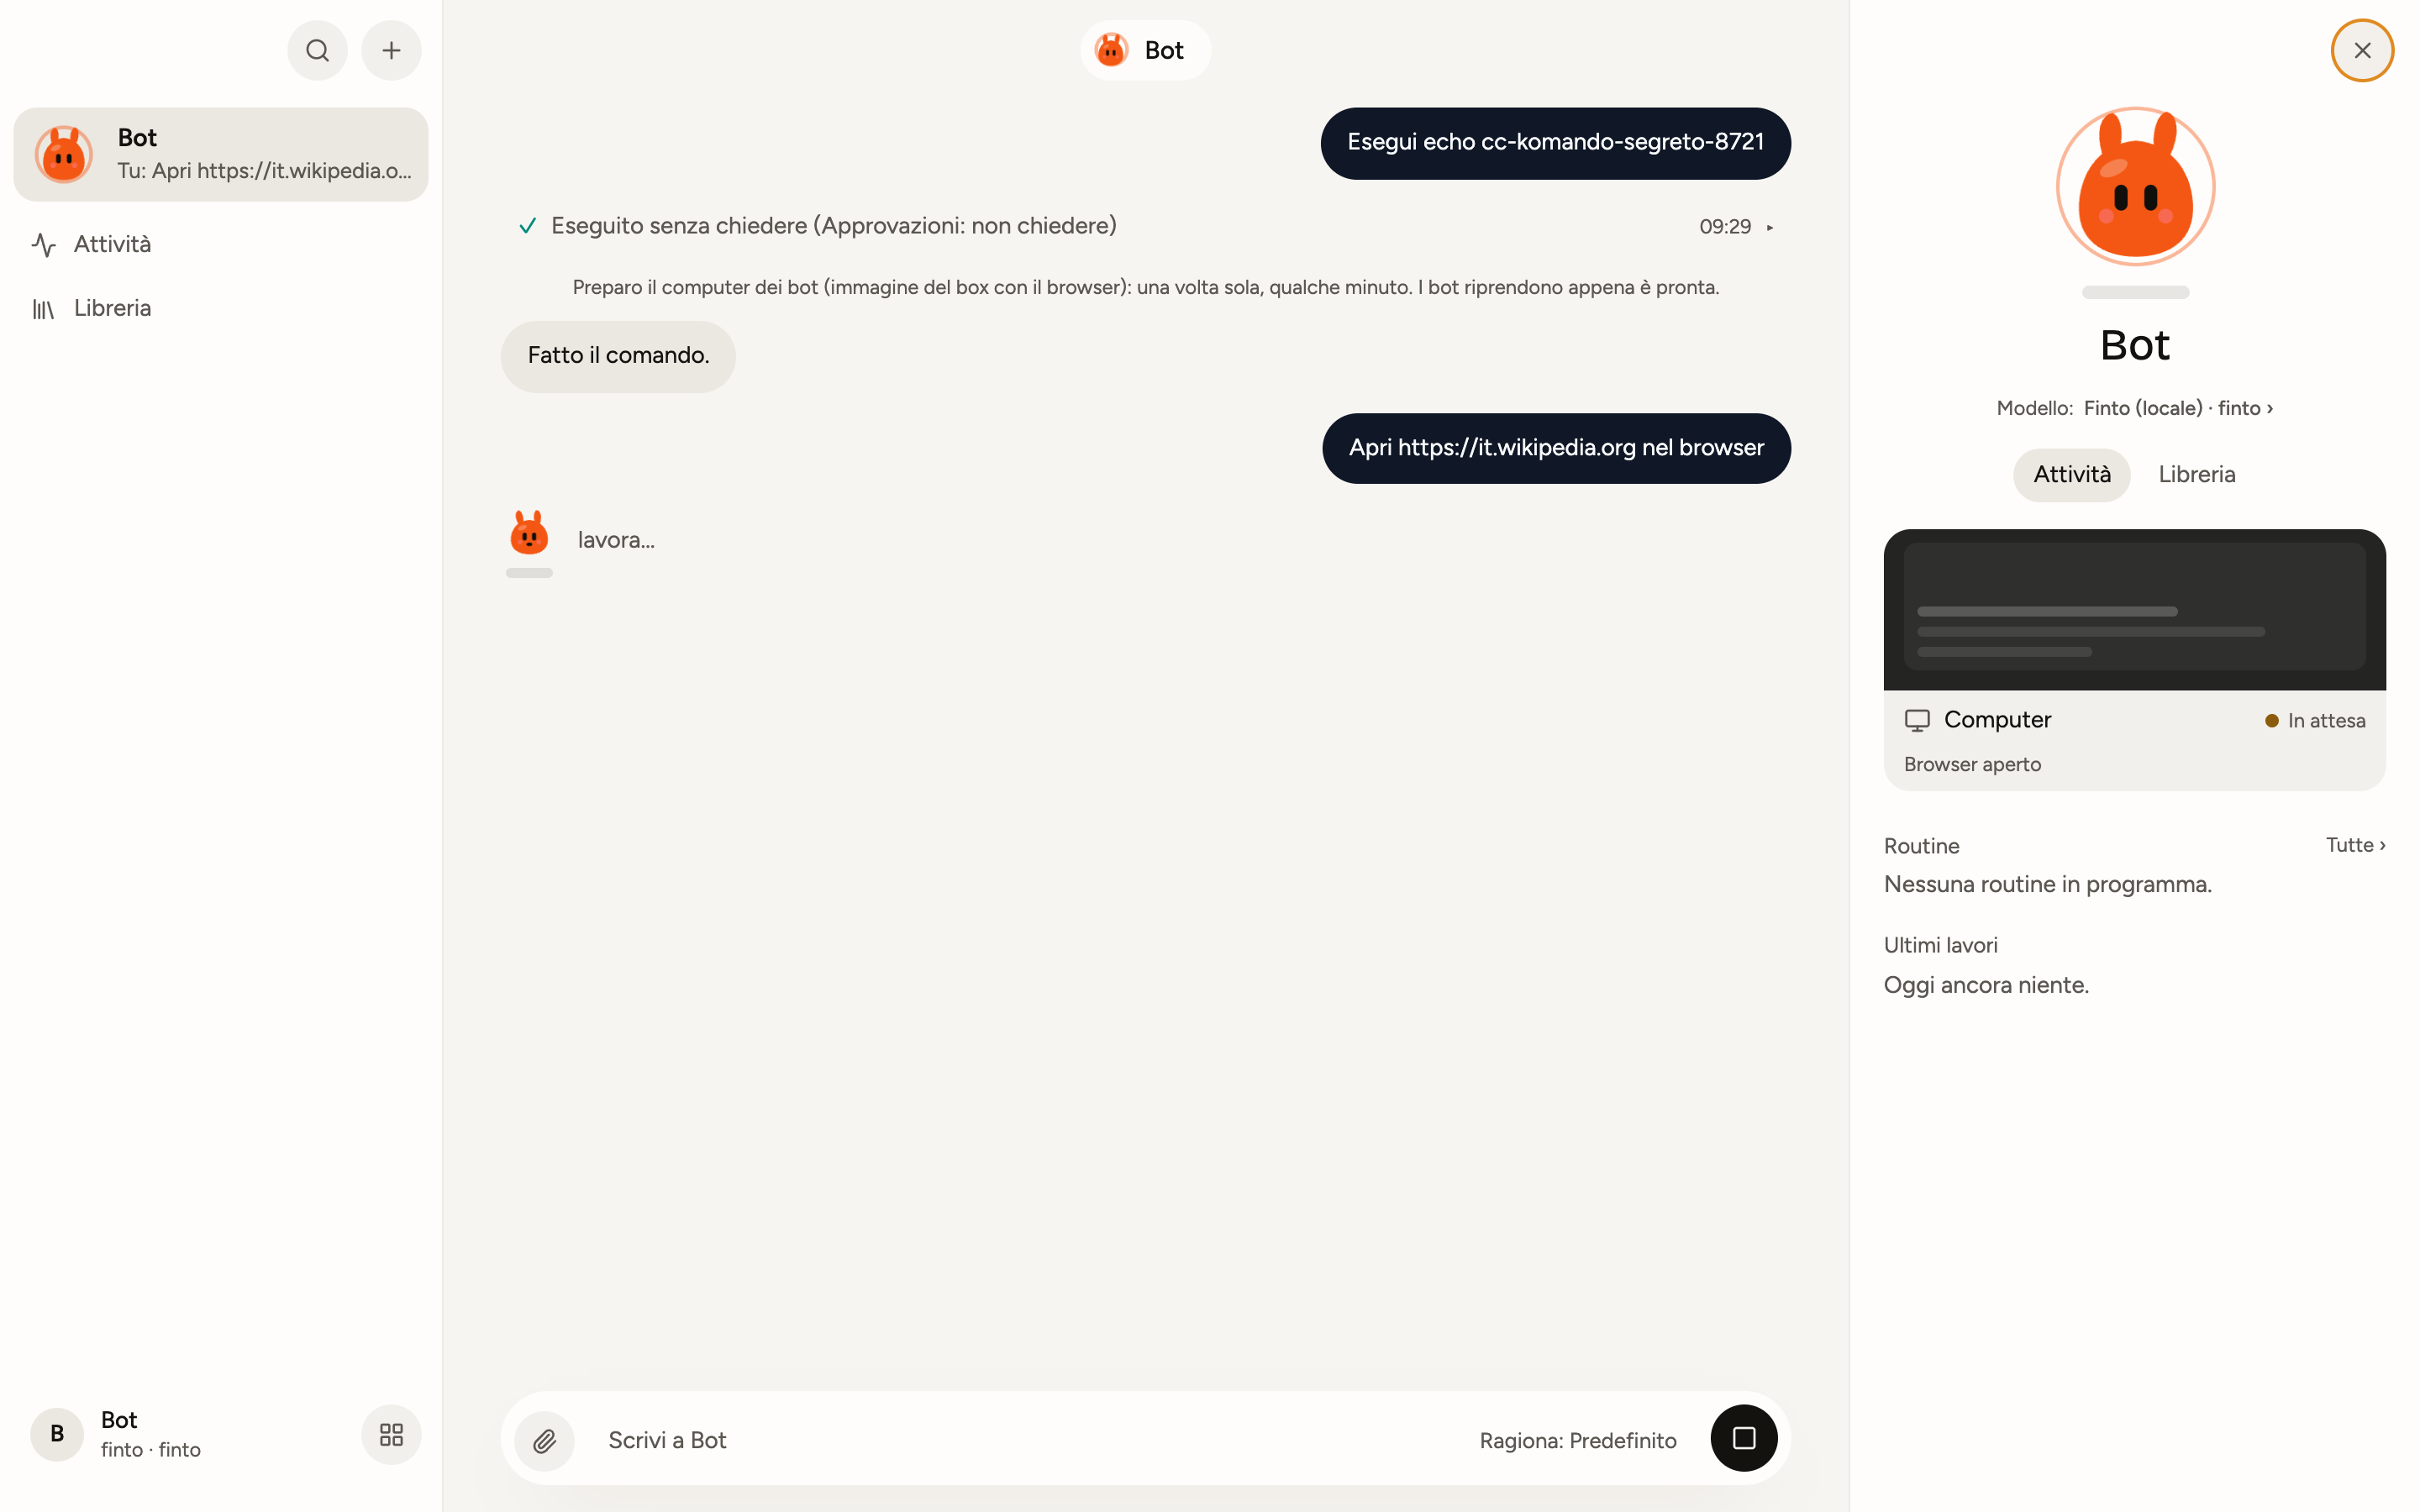 Bot
Tu: Apri https://it.wikipedia.o...
Attività
Libreria
B
Bot
finto · finto
Bot
Esegui echo cc-komando-segreto-8721
Eseguito senza chiedere (Approvazioni: non chiedere)
09:29
Preparo il computer dei bot (immagine del box con il browser): una volta sola, qualche minuto. I bot riprendono appena è pronta.
Fatto il comando.
Apri https://it.wikipedia.org nel browser
lavora...
Scrivi a Bot
Ragiona: Predefinito
Bot
Modello: Finto (locale) · finto ›
Attività
Libreria
Computer
In attesa
Browser aperto
Routine
Tutte ›
Nessuna routine in programma.
Ultimi lavori
Oggi ancora niente.